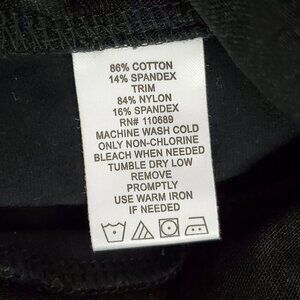 86% COTTON
14% SPANDEX
TRIM
84% NYLON
16% SPANDEX
RN# 110689
MACHINE WASH COLD
ONLY NON-CHLORINE
BLEACH WHEN NEEDED
TUMBLE DRY LOW
REMOVE
PROMPTLY
USE WARM IRON
IF NEEDED